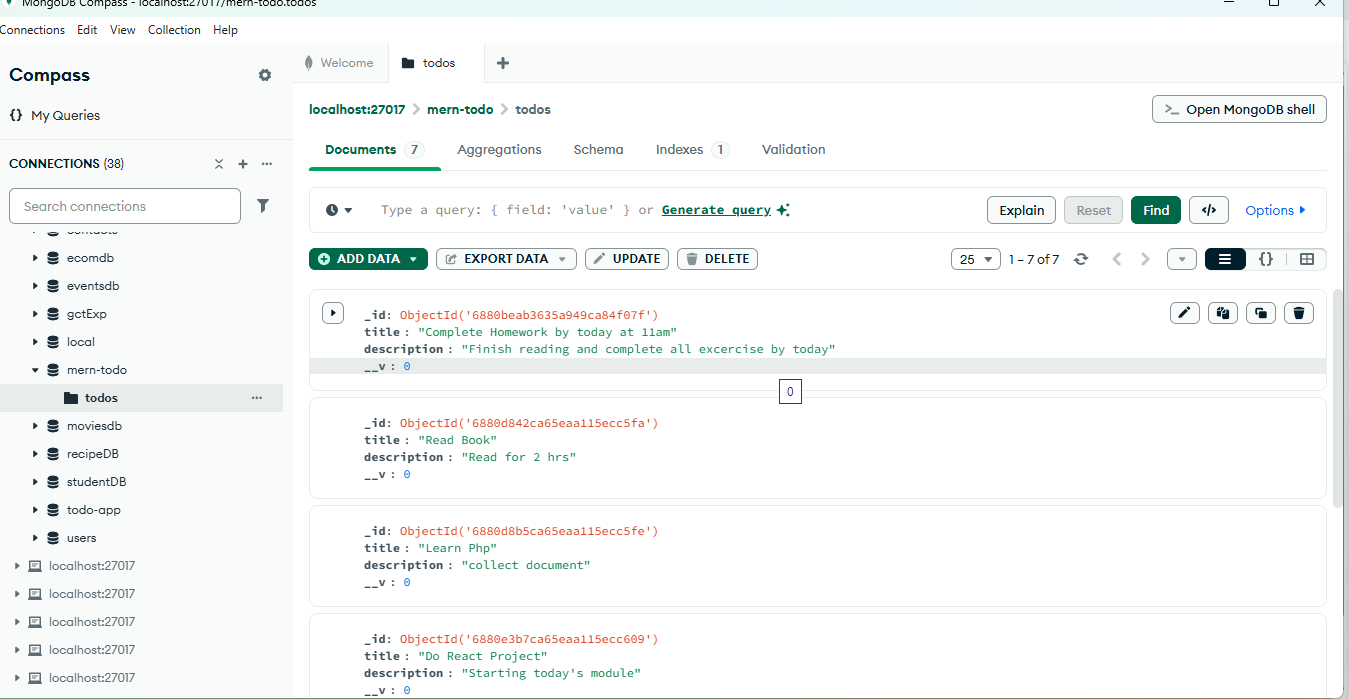 MongoDB Compass - localhost:27017/mern-todo.todos
Connections Edit View Collection Help
Compass
{} My Queries
CONNECTIONS (38)
Search connections
contacts
ecomdb
eventsdb
gctExp
local
mern-todo
todos
moviesdb
recipeDB
studentDB
todo-app
users
localhost:27017
localhost:27017
localhost:27017
localhost:27017
localhost:27017
Welcome
todos
localhost:27017 > mern-todo > todos
>_ Open MongoDB shell
Documents 7 Aggregations Schema Indexes 1 Validation
Type a query: { field: 'value' } or Generate query
Explain Reset Find </> Options
ADD DATA EXPORT DATA UPDATE DELETE
25 1 – 7 of 7 {}
_id: ObjectId('6880beab3635a949ca84f07f')
title : "Complete Homework by today at 11am"
description : "Finish reading and complete all excercise by today"
__v : 0
0
_id: ObjectId('6880d842ca65eaa115ecc5fa')
title : "Read Book"
description : "Read for 2 hrs"
__v : 0
_id: ObjectId('6880d8b5ca65eaa115ecc5fe')
title : "Learn Php"
description : "collect document"
__v : 0
_id: ObjectId('6880e3b7ca65eaa115ecc609')
title : "Do React Project"
description : "Starting today's module"
__v : 0